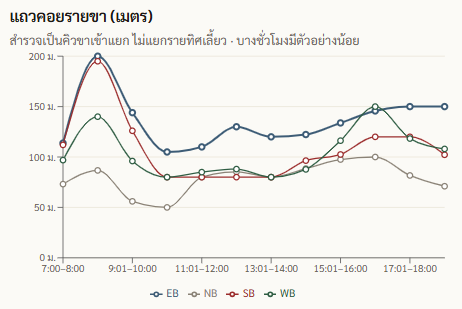 แถวคอยรายขา (เมตร)
สำรวจเป็นคิวขาเข้าแยก ไม่แยกรายทิศเลี้ยว · บางชั่วโมงมีตัวอย่างน้อย
200 ม.
150 ม.
100 ม.
50 ม.
0 ม.
7:00–8:00 9:01–10:00 11:01–12:00 13:01–14:00 15:01–16:00 17:01–18:00
EB NB SB WB